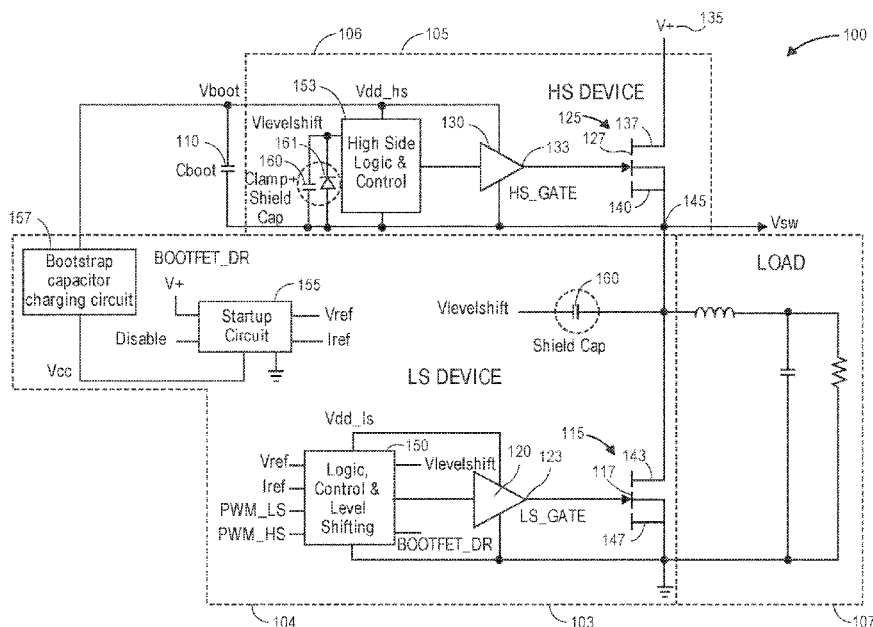 106
105
V+
135
100
Vboot
153
Vdd_hs
HS DEVICE
Vlevelshift
130
125
137
110
161
High Side
Logic &
Control
127
133
160
Cboot
Clamp+
Shield
Cap
HS_GATE
140
145
157
Vsw
Bootstrap
capacitor
charging circuit
BOOTFET_DR
LOAD
V+
155
160
Startup
Circuit
Vref
Vlevelshift
Disable
Iref
Shield Cap
Vcc
LS DEVICE
Vdd_ls
150
115
143
Vref
Logic,
Control &
Level
Shifting
Vlevelshift
120
123
117
Iref
PWM_LS
LS_GATE
PWM_HS
BOOTFET_DR
147
104
103
107